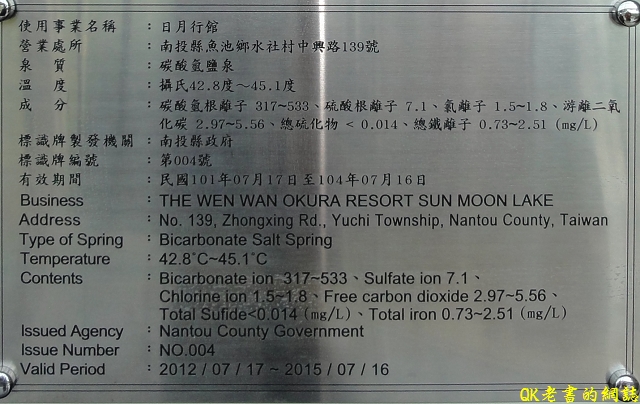 使用事業名稱：日月行館
營業處所：南投縣魚池鄉水社村中興路139號
泉質：碳酸氫鹽泉
溫度：攝氏42.8度～45.1度
成分：碳酸氫根離子 317~533、硫酸根離子 7.1、氯離子 1.5~1.8、游離二氧
化碳 2.97~5.56、總硫化物 < 0.014、總鐵離子 0.73~2.51 (mg/L)
標識牌製發機關：南投縣政府
標識牌編號：第004號
有效期間：民國101年07月17日至104年07月16日
Business : THE WEN WAN OKURA RESORT SUN MOON LAKE
Address : No. 139, Zhongxing Rd., Yuchi Township, Nantou County, Taiwan
Type of Spring : Bicarbonate Salt Spring
Temperature : 42.8°C~45.1°C
Contents : Bicarbonate ion 317~533、Sulfate ion 7.1、
Chlorine ion 1.5~1.8、Free carbon dioxide 2.97~5.56、
Total Sufide<0.014 (mg/L)、Total iron 0.73~2.51 (mg/L)
Issued Agency : Nantou County Government
Issue Number : NO.004
Valid Period : 2012 / 07 / 17 ~ 2015 / 07 / 16
QK老書的網誌